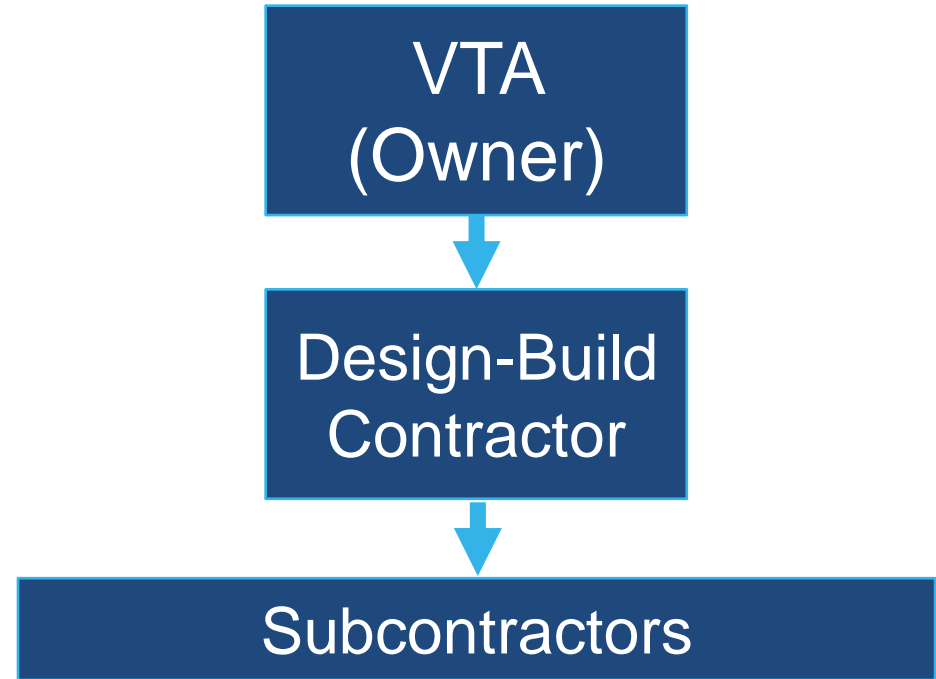 VTA
(Owner)
Design-Build
Contractor
Subcontractors